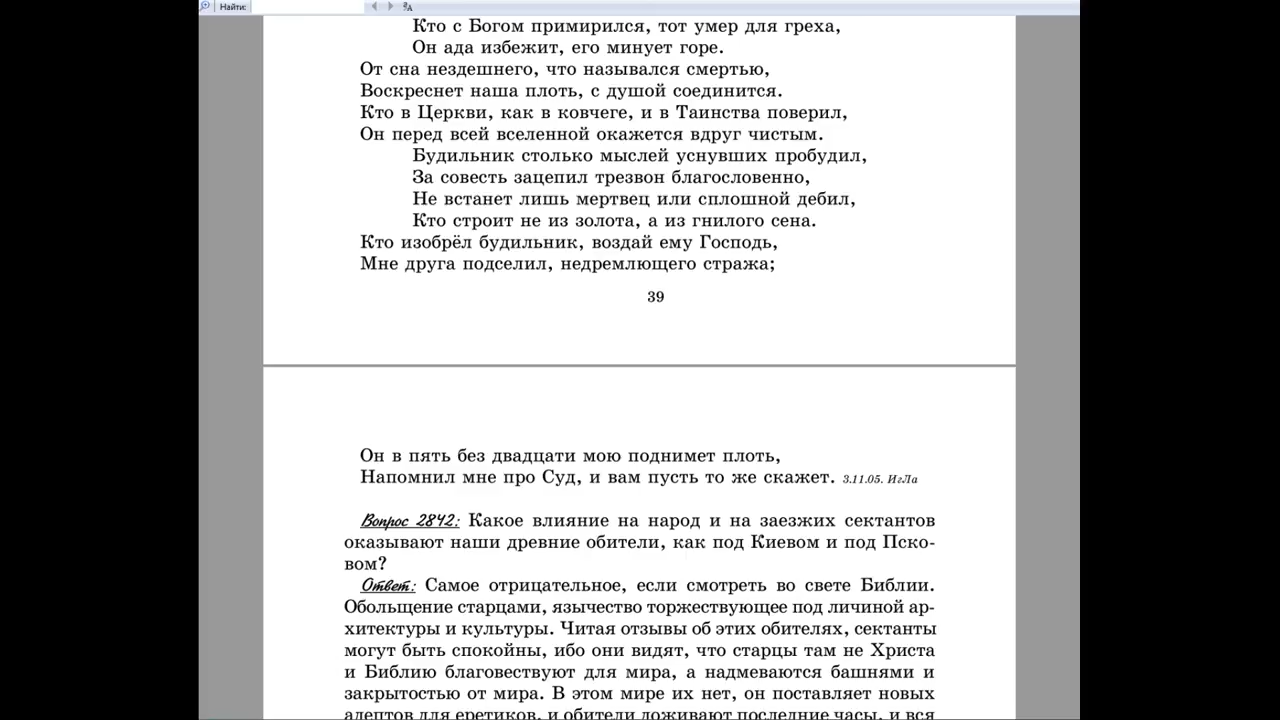 Найти:
Кто с Богом примирился, тот умер для греха,
Он ада избежит, его минует горе.
От сна нездешнего, что назывался смертью,
Воскреснет наша плоть, с душой соединится.
Кто в Церкви, как в ковчеге, и в Таинства поверил,
Он перед всей вселенной окажется вдруг чистым.
Будильник столько мыслей уснувших пробудил,
За совесть зацепил трезвон благословенно,
Не встанет лишь мертвец или сплошной дебил,
Кто строит не из золота, а из гнилого сена.
Кто изобрёл будильник, воздай ему Господь,
Мне друга подселил, недремлющего стража;
39
Он в пять без двадцати мою поднимет плоть,
Напомнил мне про Суд, и вам пусть то же скажет. 3.11.05. ИгЛа
Вопрос 2842: Какое влияние на народ и на заезжих сектантов
оказывают наши древние обители, как под Киевом и под Пско-
вом?
Ответ: Самое отрицательное, если смотреть во свете Библии.
Обольщение старцами, язычество торжествующее под личиной ар-
хитектуры и культуры. Читая отзывы об этих обителях, сектанты
могут быть спокойны, ибо они видят, что старцы там не Христа
и Библию благовествуют для мира, а надмеваются башнями и
закрытостью от мира. В этом мире их нет, он поставляет новых
адептов для еретиков, и обители доживают последние часы, и вся